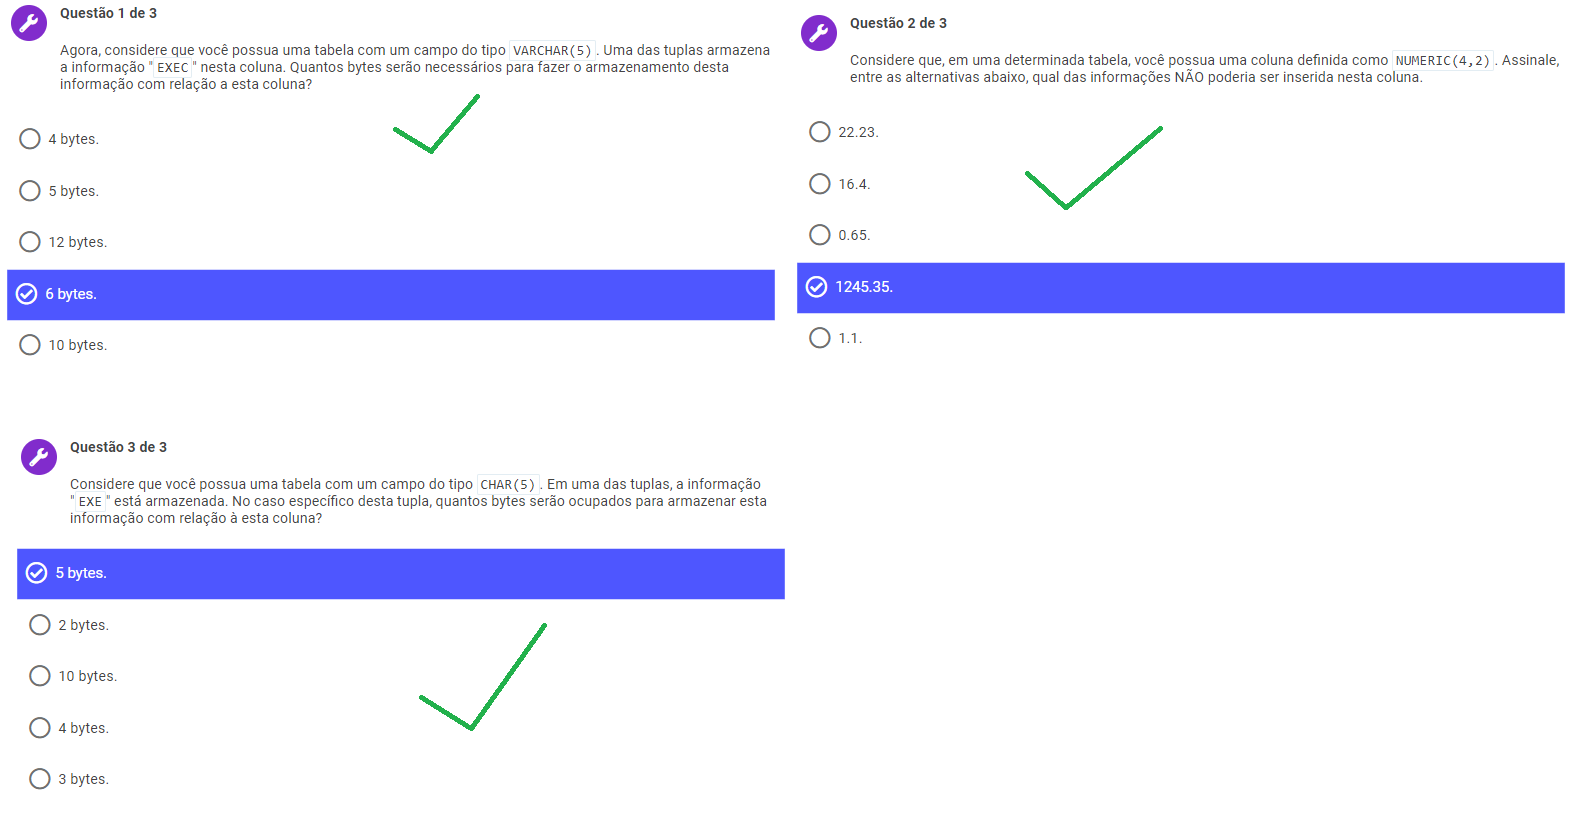 Questão 1 de 3
Agora, considere que você possua uma tabela com um campo do tipo VARCHAR(5). Uma das tuplas armazena
a informação "EXEC" nesta coluna. Quantos bytes serão necessários para fazer o armazenamento desta
informação com relação a esta coluna?
4 bytes.
5 bytes.
12 bytes.
6 bytes.
10 bytes.
Questão 2 de 3
Considere que, em uma determinada tabela, você possua uma coluna definida como NUMERIC(4,2). Assinale,
entre as alternativas abaixo, qual das informações NÃO poderia ser inserida nesta coluna.
22.23.
16.4.
0.65.
1245.35.
1.1.
Questão 3 de 3
Considere que você possua uma tabela com um campo do tipo CHAR(5). Em uma das tuplas, a informação
"EXE" está armazenada. No caso específico desta tupla, quantos bytes serão ocupados para armazenar esta
informação com relação à esta coluna?
5 bytes.
2 bytes.
10 bytes.
4 bytes.
3 bytes.